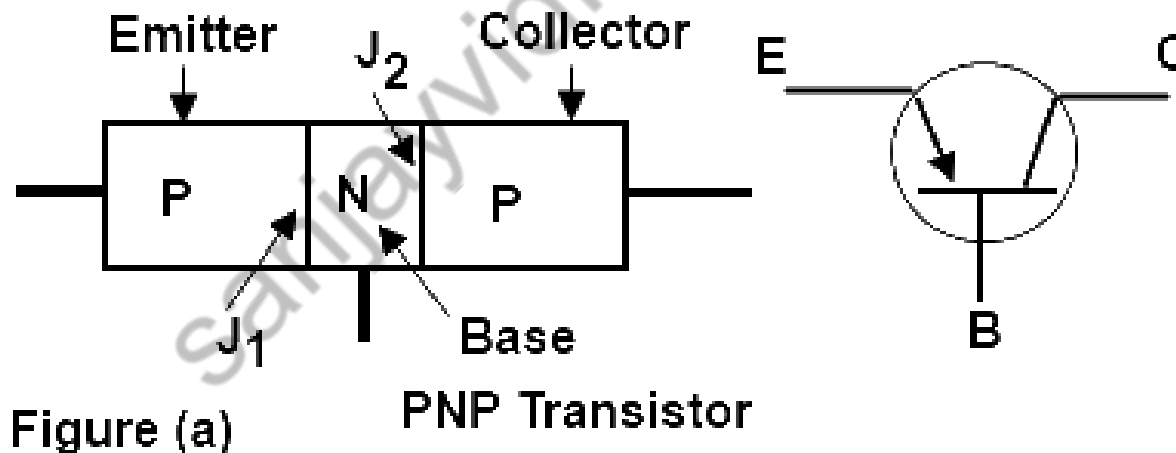 Emitter
Collector
J2
E
C
P
N
P
J1
Base
B
PNP Transistor
Figure (a)